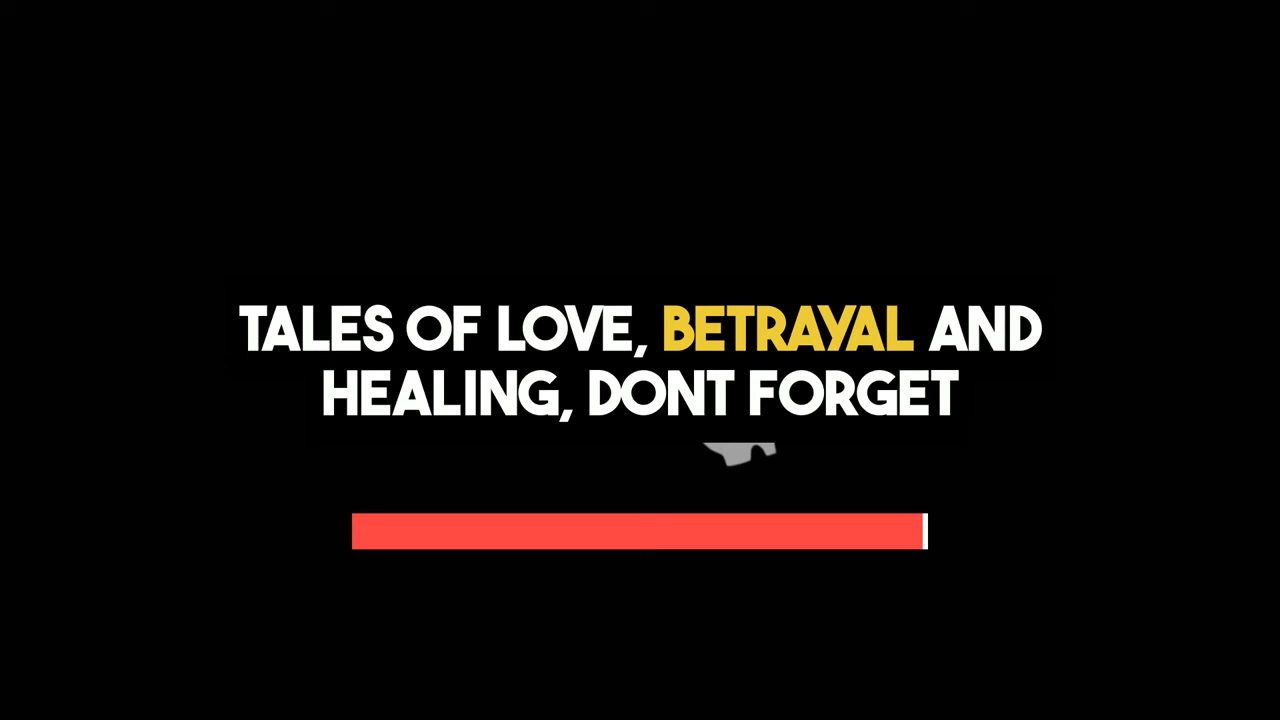 TALES OF LOVE, BETRAYAL AND
HEALING, DONT FORGET